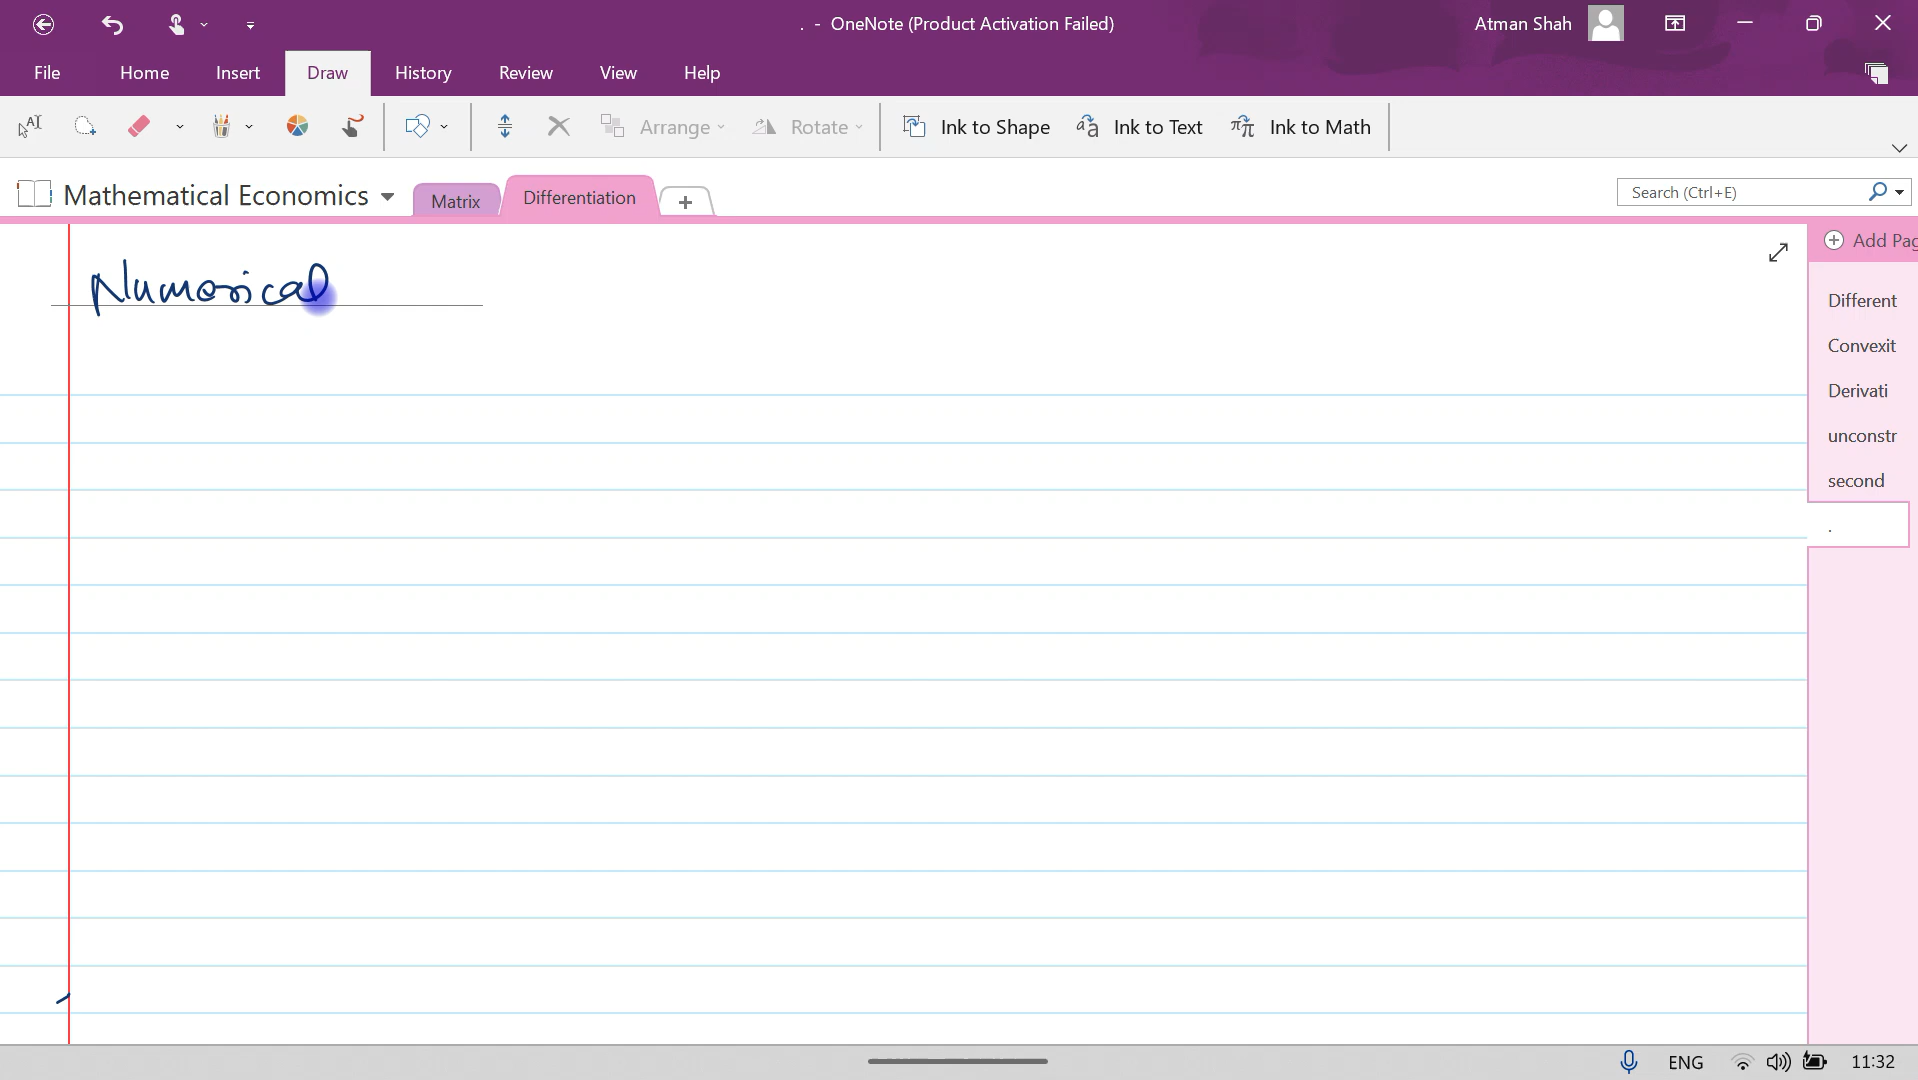 . - OneNote (Product Activation Failed)
Atman Shah
File Home Insert Draw History Review View Help
Arrange Rotate Ink to Shape Ink to Text Ink to Math
Mathematical Economics Matrix Differentiation + Search (Ctrl+E)
Numerical
Add Pag
Different
Convexit
Derivati
unconstr
second
.
ENG 11:32